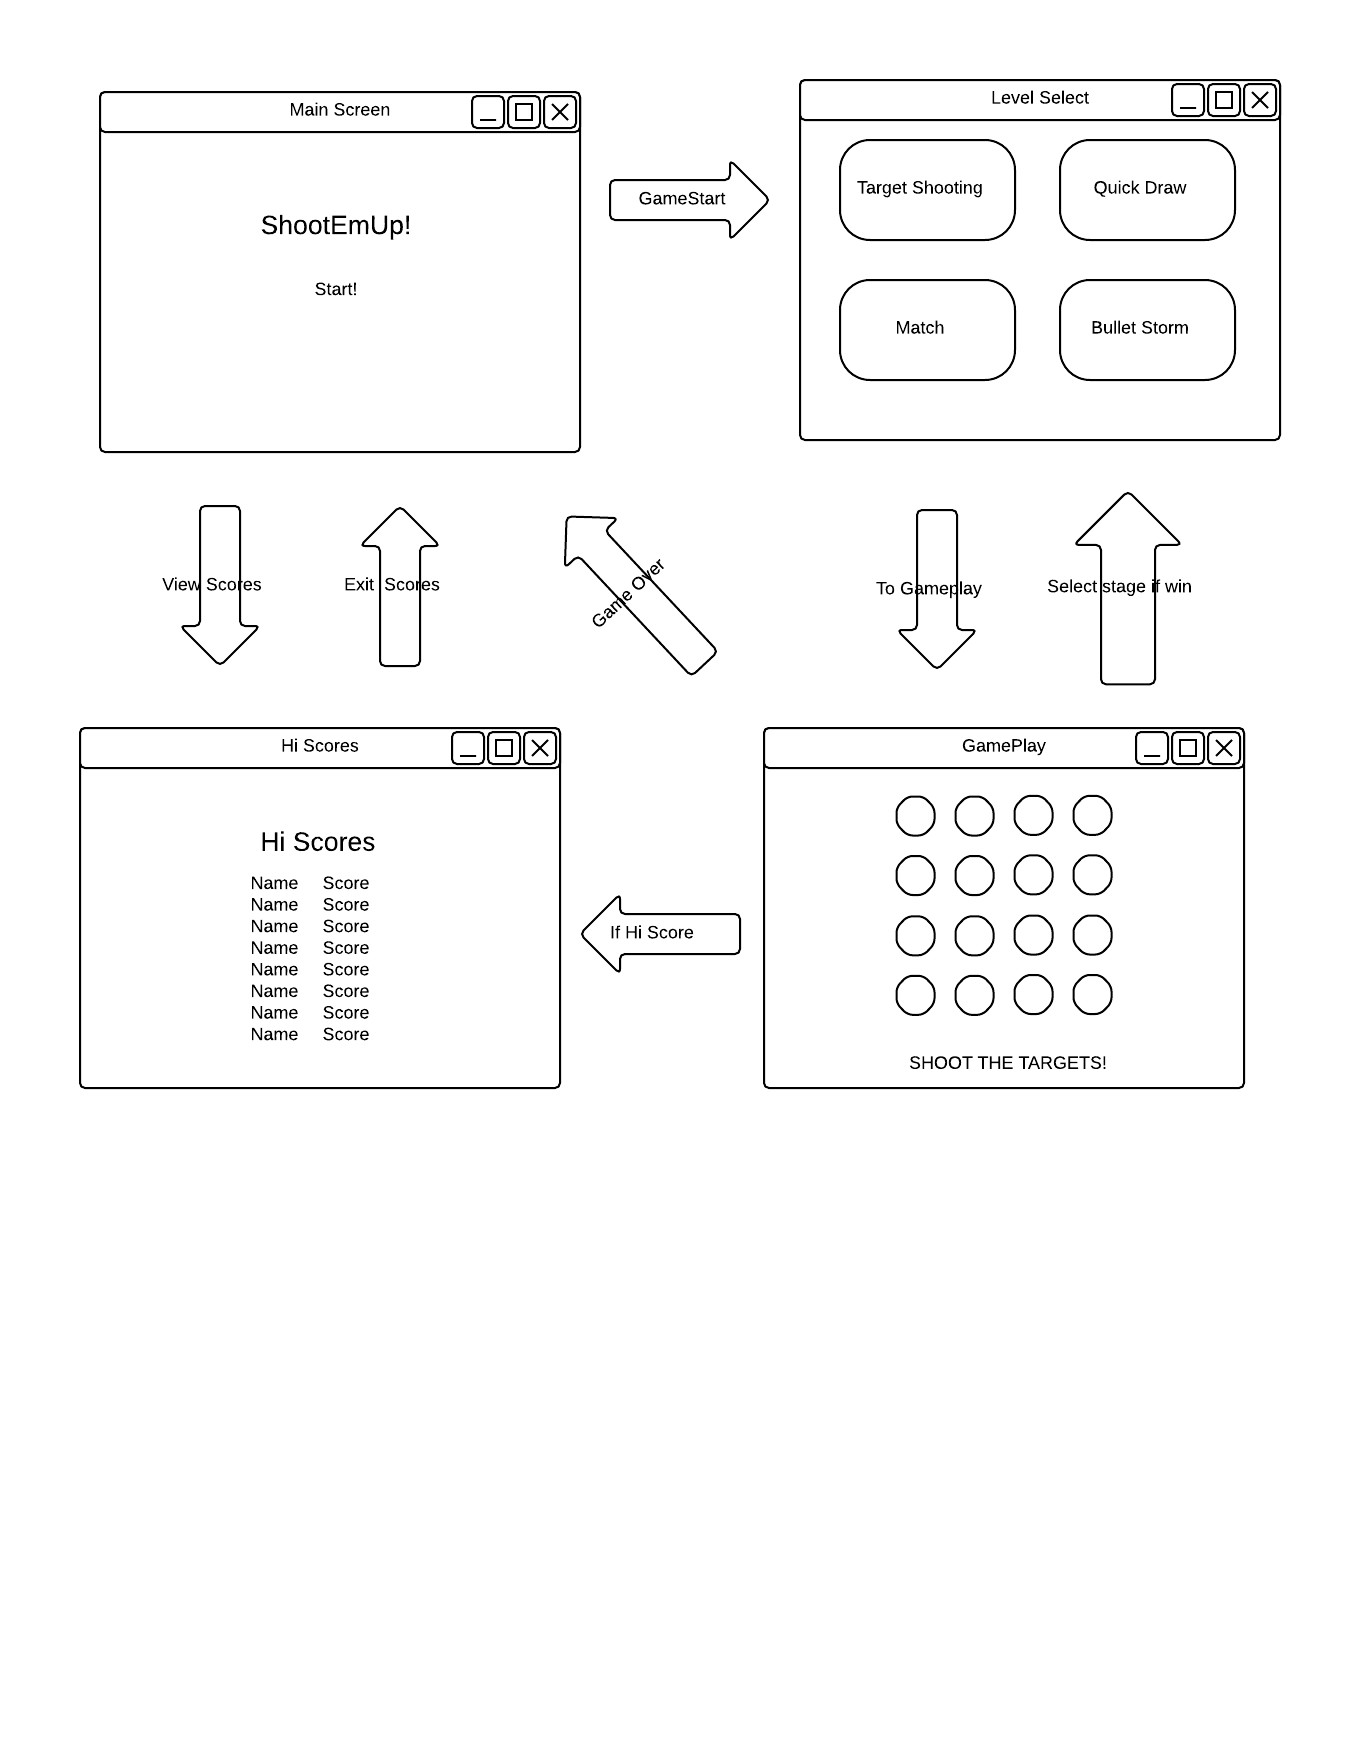 Main Screen
ShootEmUp!
Start!
GameStart
Level Select
Target Shooting
Quick Draw
Match
Bullet Storm
View Scores
Exit Scores
Game Over
To Gameplay
Select stage if win
Hi Scores
Hi Scores
Name Score
Name Score
Name Score
Name Score
Name Score
Name Score
Name Score
Name Score
If Hi Score
GamePlay
SHOOT THE TARGETS!